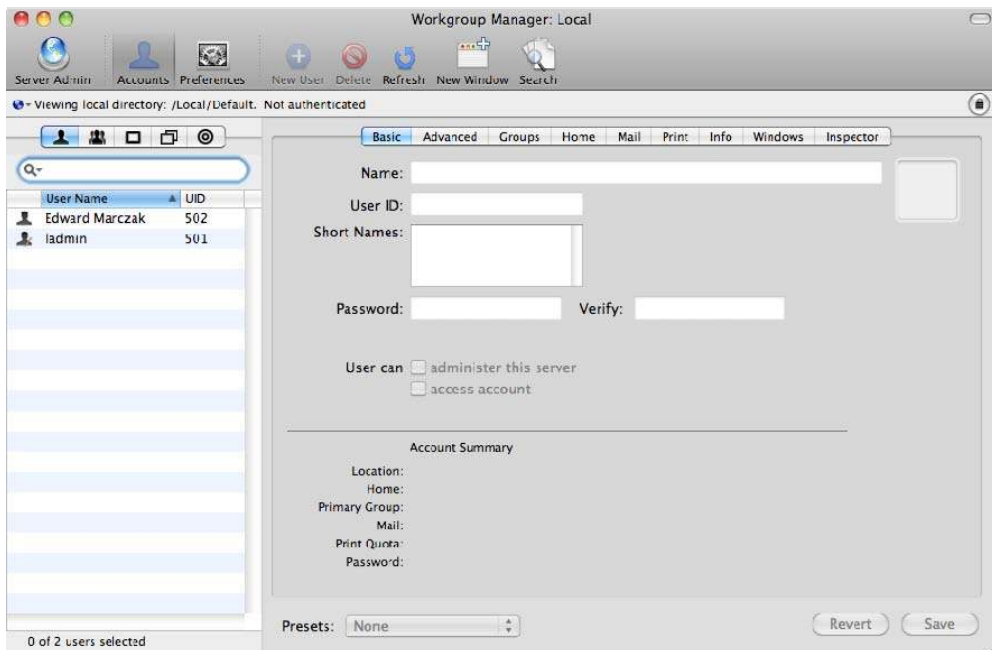 Workgroup Manager: Local
Server Admin Accounts Preferences New User Delete Refresh New Window Search
Viewing local directory: /Local/Default. Not authenticated
Basic Advanced Groups Home Mail Print Info Windows Inspector
User Name UID
Edward Marczak 502
ladmin 501
Name:
User ID:
Short Names:
Password: Verify:
User can administer this server
access account
Account Summary
Location:
Home:
Primary Group:
Mail:
Print Quota:
Password:
Presets: None Revert Save
0 of 2 users selected